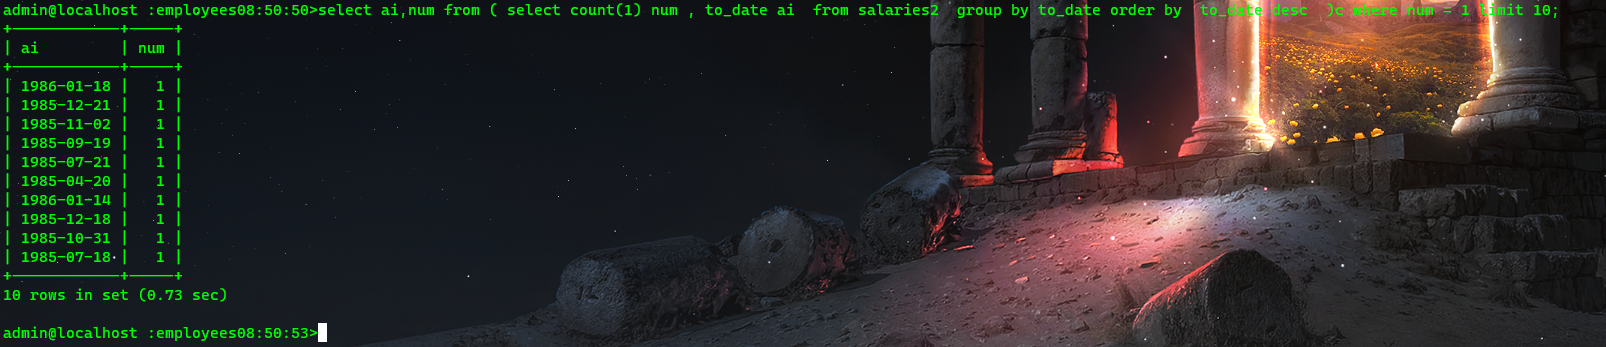 admin@localhost :employees08:50:50>select ai,num from ( select count(1) num , to_date ai  from salaries2  group by to_date order by  to_date desc  )c where num = 1 limit 10;
+------------+-----+
| ai         | num |
+------------+-----+
| 1986-01-18 |   1 |
| 1985-12-21 |   1 |
| 1985-11-02 |   1 |
| 1985-09-19 |   1 |
| 1985-07-21 |   1 |
| 1985-04-20 |   1 |
| 1986-01-14 |   1 |
| 1985-12-18 |   1 |
| 1985-10-31 |   1 |
| 1985-07-18 |   1 |
+------------+-----+
10 rows in set (0.73 sec)
admin@localhost :employees08:50:53>